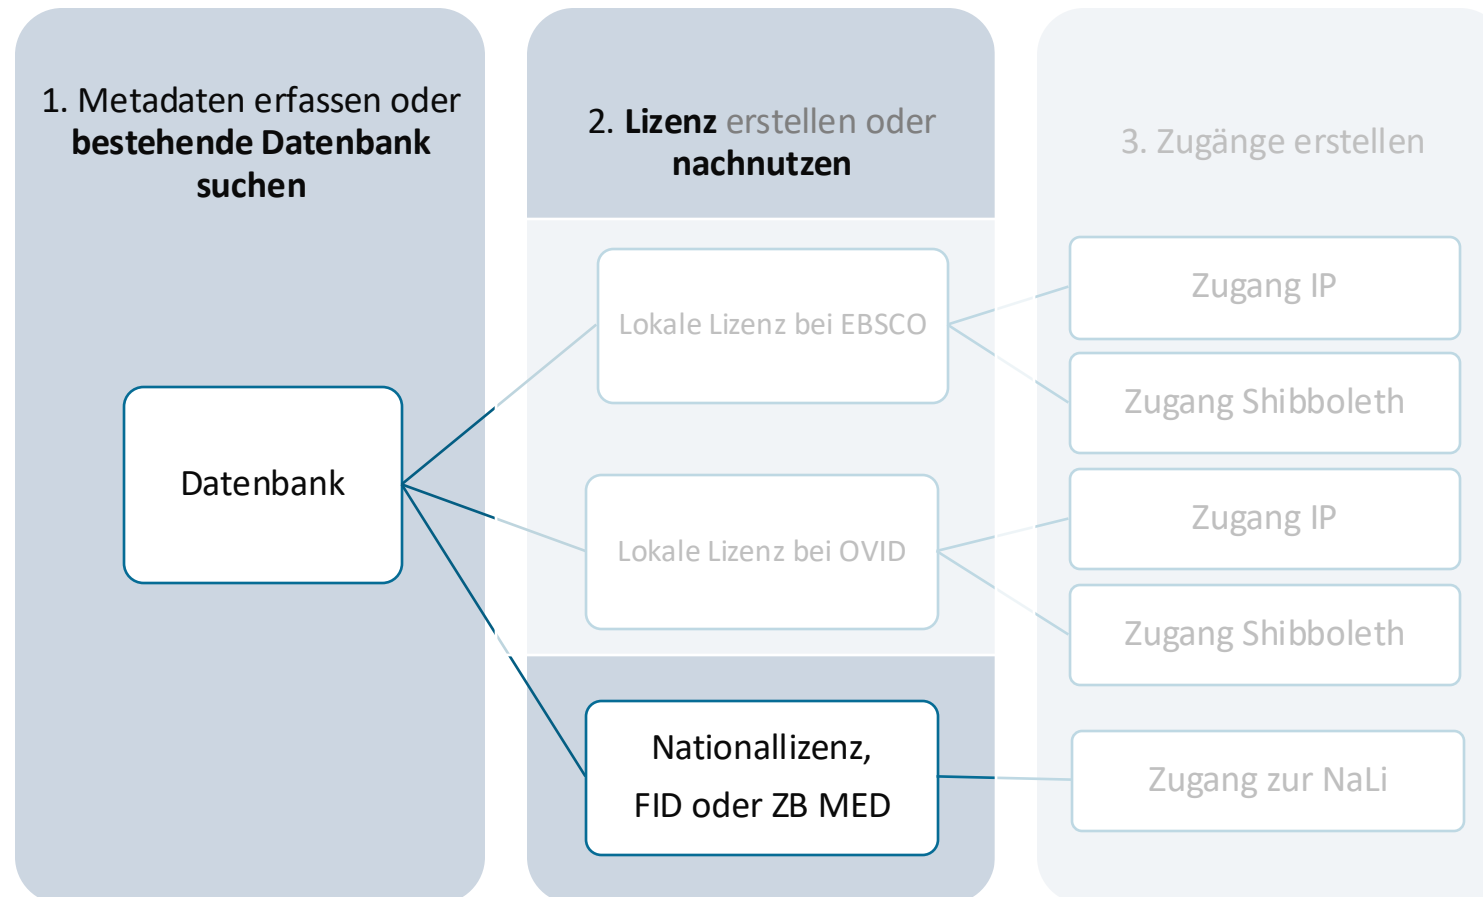 1. Metadaten erfassen oder
bestehende Datenbank
suchen
Datenbank
2. Lizenz erstellen oder
nachnutzen
Lokale Lizenz bei EBSCO
Lokale Lizenz bei OVID
Nationallizenz,
FID oder ZB MED
3. Zugänge erstellen
Zugang IP
Zugang Shibboleth
Zugang IP
Zugang Shibboleth
Zugang zur NaLi